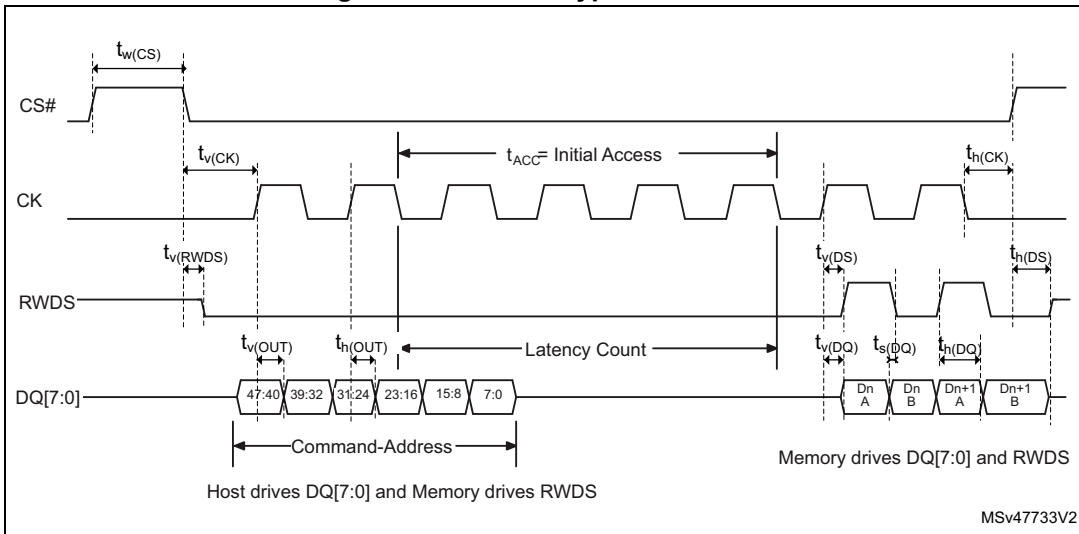 tw(CS)
CS#
tv(CK)
tACC= Initial Access
th(CK)
CK
tv(RWDS)
tv(DS)
th(DS)
RWDS
tv(OUT)
th(OUT)
Latency Count
tv(DQ)
ts(DQ)
th(DQ)
DQ[7:0]
47:40 39:32 31:24 23:16 15:8 7:0
Dn Dn Dn+1 Dn+1
A B A B
Command-Address
Memory drives DQ[7:0] and RWDS
Host drives DQ[7:0] and Memory drives RWDS
MSv47733V2